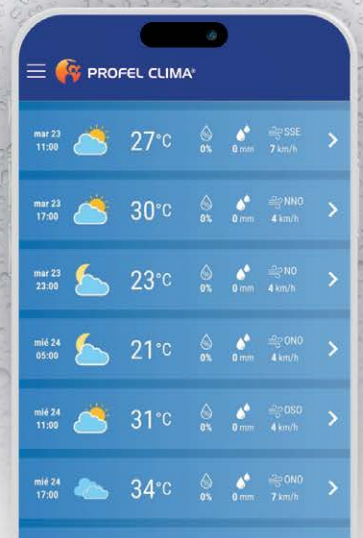 PROFEL CLIMA®
mar 23
11:00
27°C
0%
0 mm
SSE
7 km/h
mar 23
17:00
30°C
0%
0 mm
NNO
4 km/h
mar 23
23:00
23°C
0%
0 mm
NO
4 km/h
mié 24
05:00
21°C
0%
0 mm
ONO
4 km/h
mié 24
11:00
31°C
0%
0 mm
OSO
4 km/h
mié 24
17:00
34°C
0%
0 mm
ONO
7 km/h